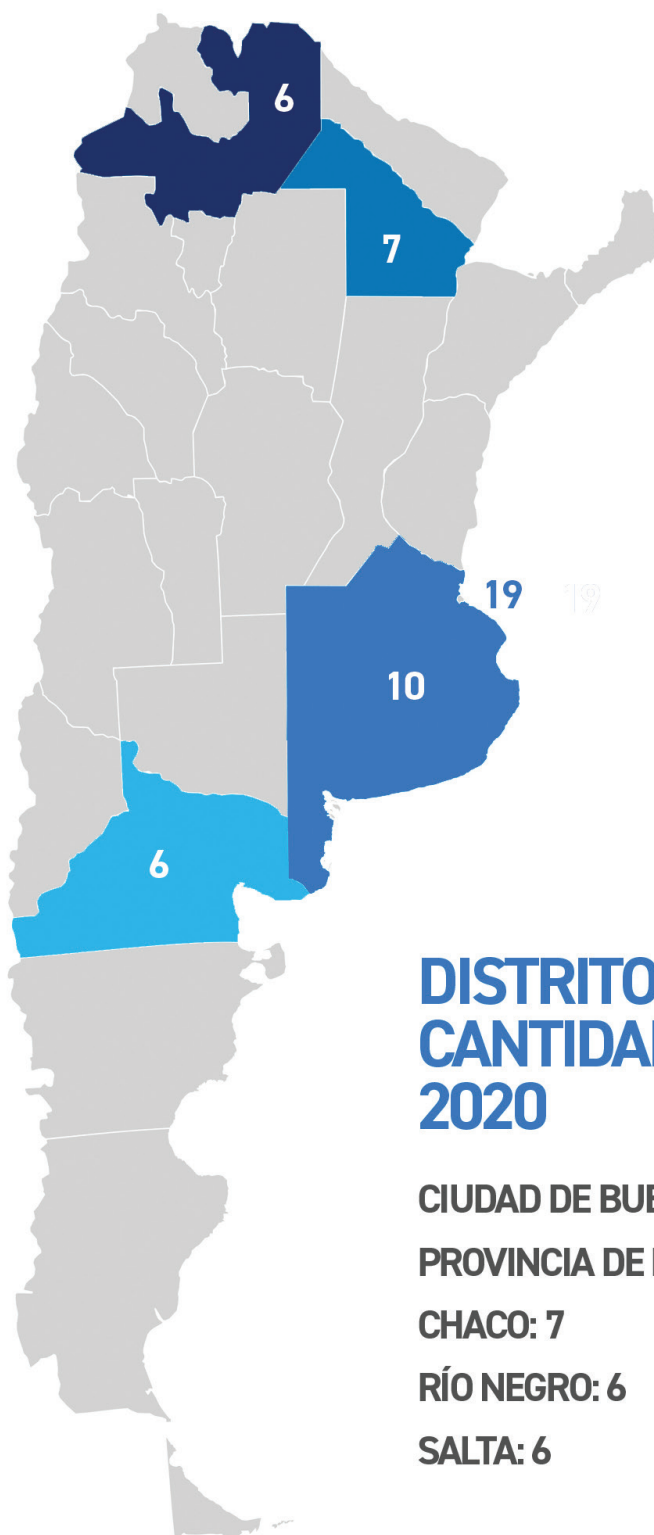 6
7
19 19
10
6
DISTRITO
CANTIDA
2020
CIUDAD DE BUE
PROVINCIA DE
CHACO: 7
RÍO NEGRO: 6
SALTA: 6